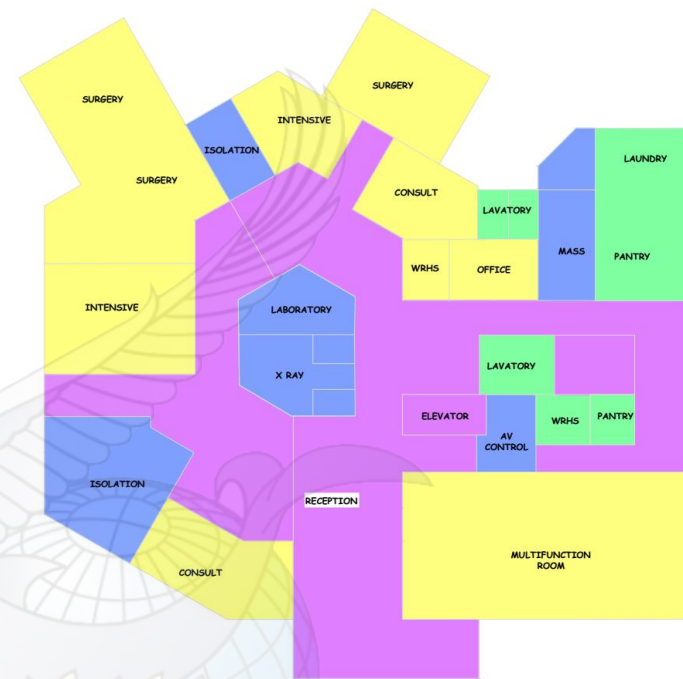 SURGERY
SURGERY
INTENSIVE
ISOLATION
SURGERY
CONSULT
LAVATORY
LAUNDRY
MASS
PANTRY
WRHS
OFFICE
INTENSIVE
LABORATORY
X RAY
LAVATORY
ELEVATOR
AV
CONTROL
WRHS
PANTRY
ISOLATION
RECEPTION
CONSULT
MULTIFUNCTION
ROOM